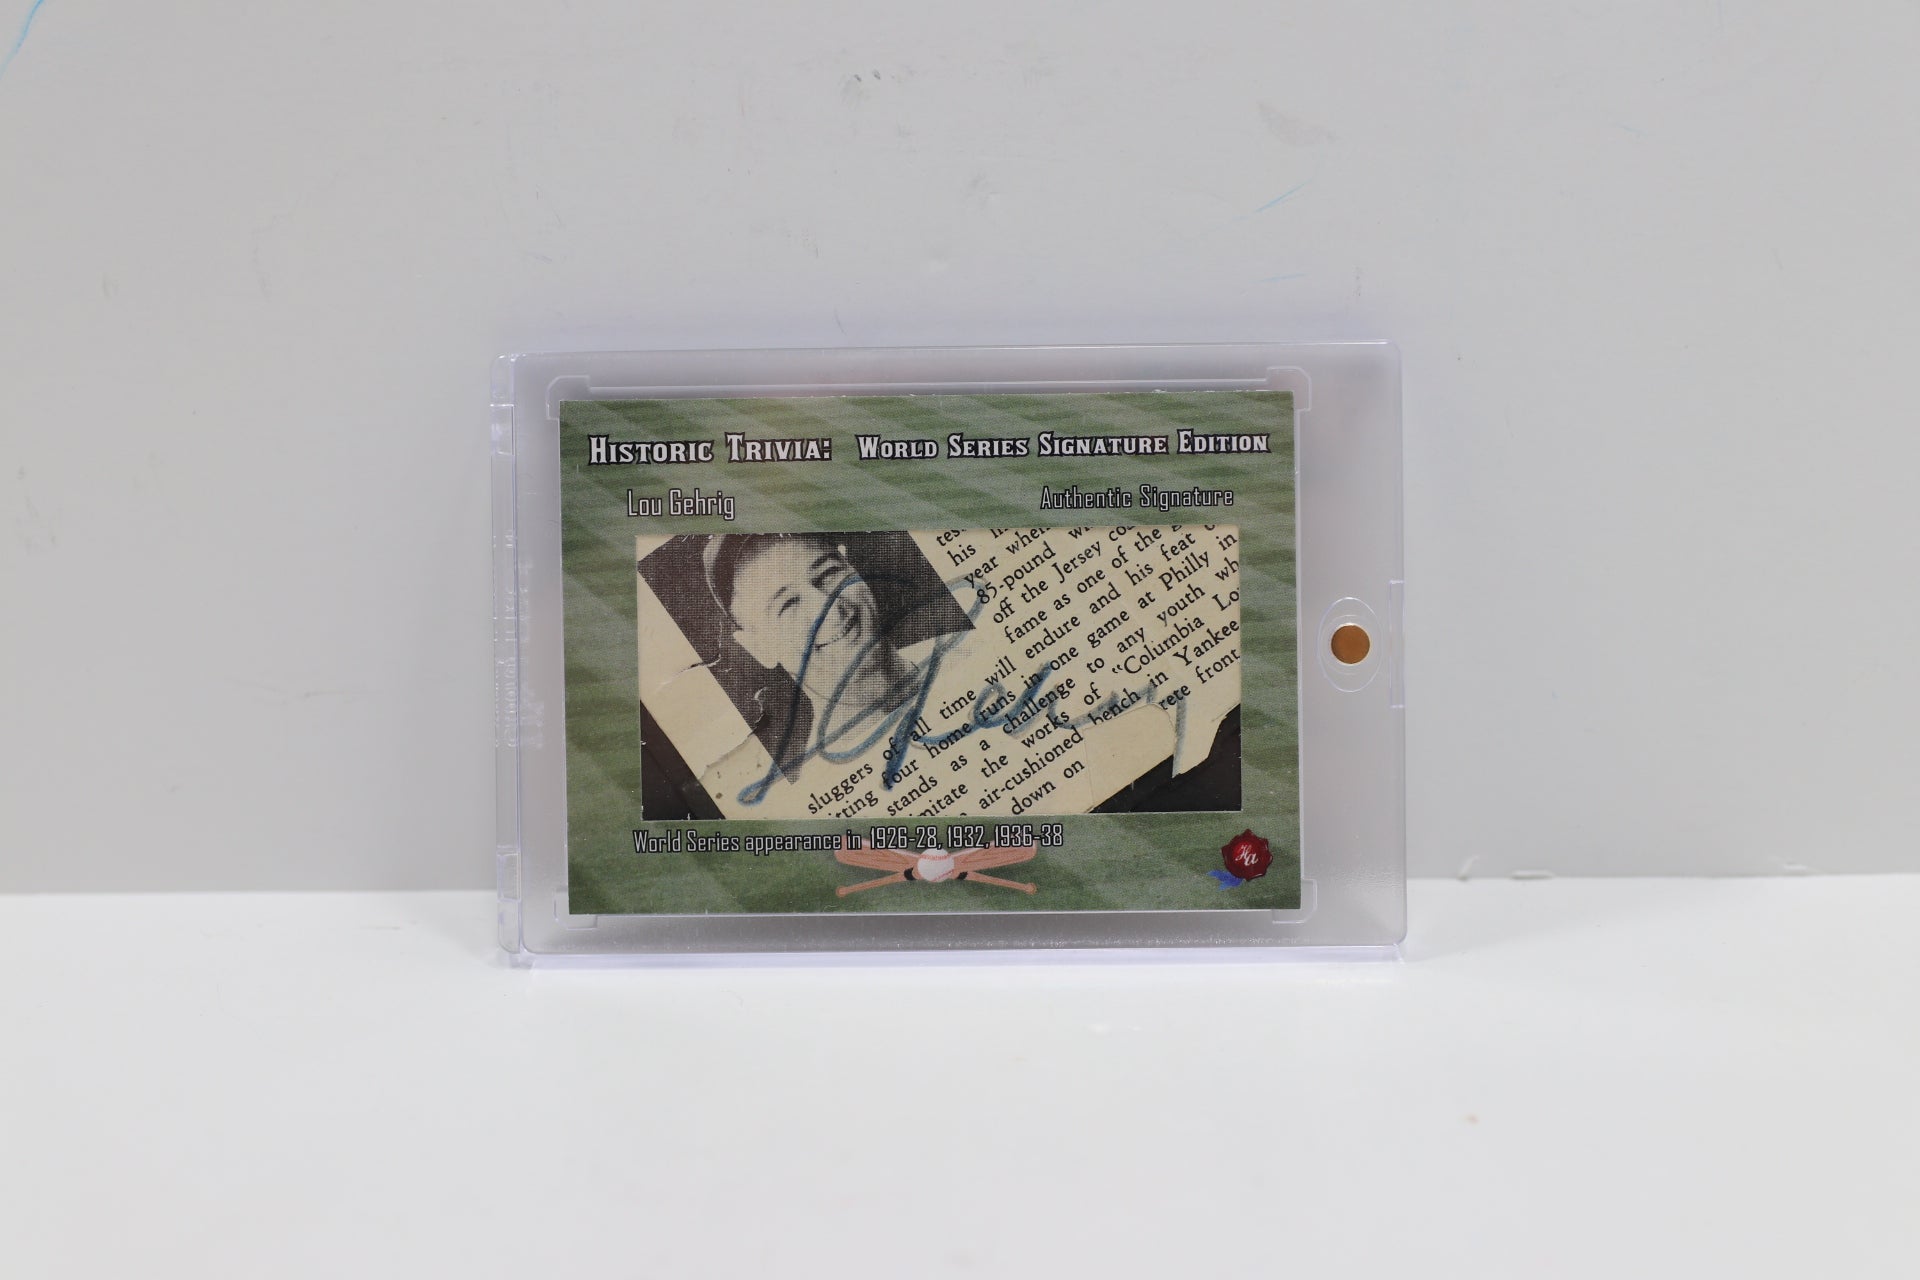 Historic Trivia: World Series Signature Edition
Lou Gehrig
Authentic Signature
his
year when
85-pound
off the Jersey
fame as one of the
sluggers of all time will endure and his feat
four home runs in one game at Philly in
stands as a challenge to any youth
the works of "Columbia
air-cushioned bench in Yankee
down on
front
World Series appearance in 1926-28, 1932, 1936-38
Ha